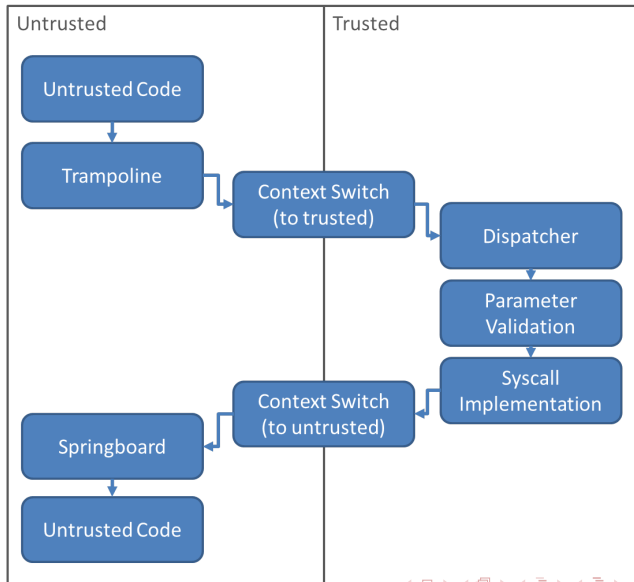 Untrusted
Trusted
Untrusted Code
Trampoline
Context Switch
(to trusted)
Dispatcher
Parameter
Validation
Syscall
Implementation
Context Switch
(to untrusted)
Springboard
Untrusted Code